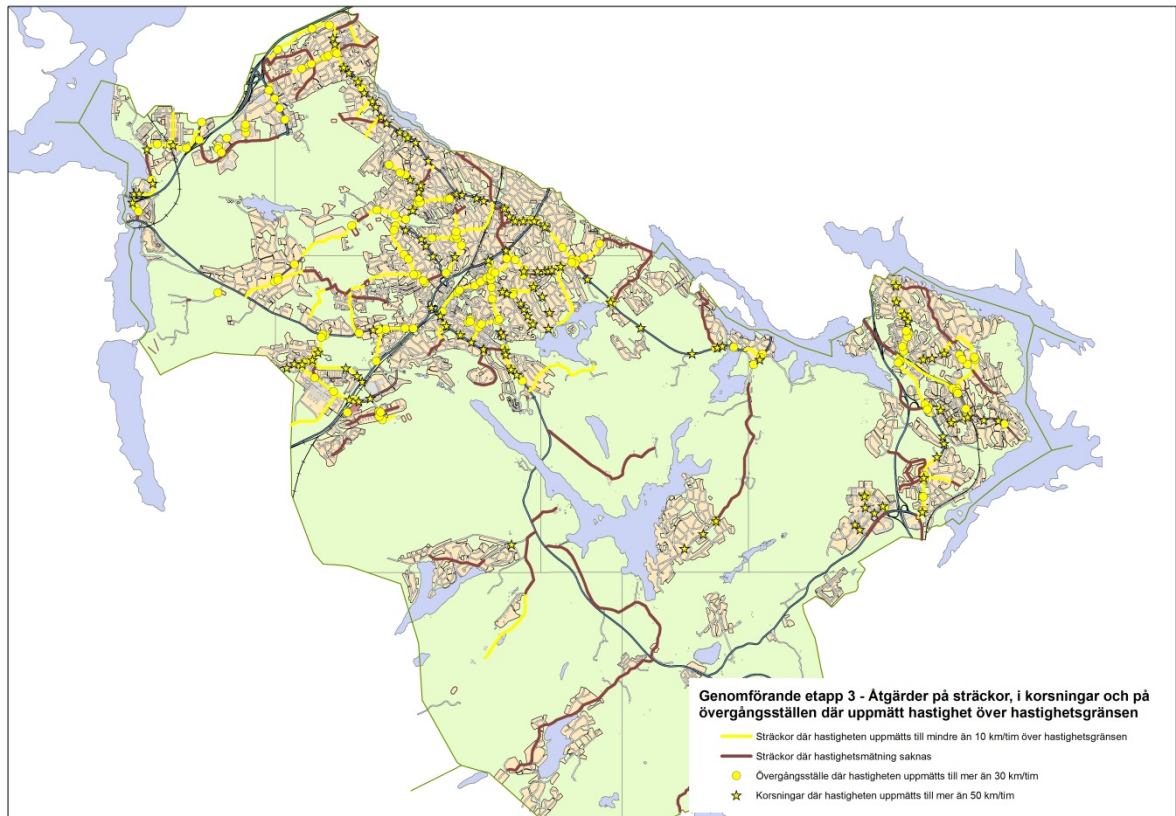 Genomförande etapp 3 - Åtgärder på sträckor, i korsningar och på
övergångsställen där uppmätt hastighet över hastighetsgränsen
Sträckor där hastigheten uppmätts till mindre än 10 km/tim över hastighetsgränsen
Sträckor där hastighetsmätning saknas
Övergångsställe där hastigheten uppmätts till mer än 30 km/tim
Korsningar där hastigheten uppmätts till mer än 50 km/tim